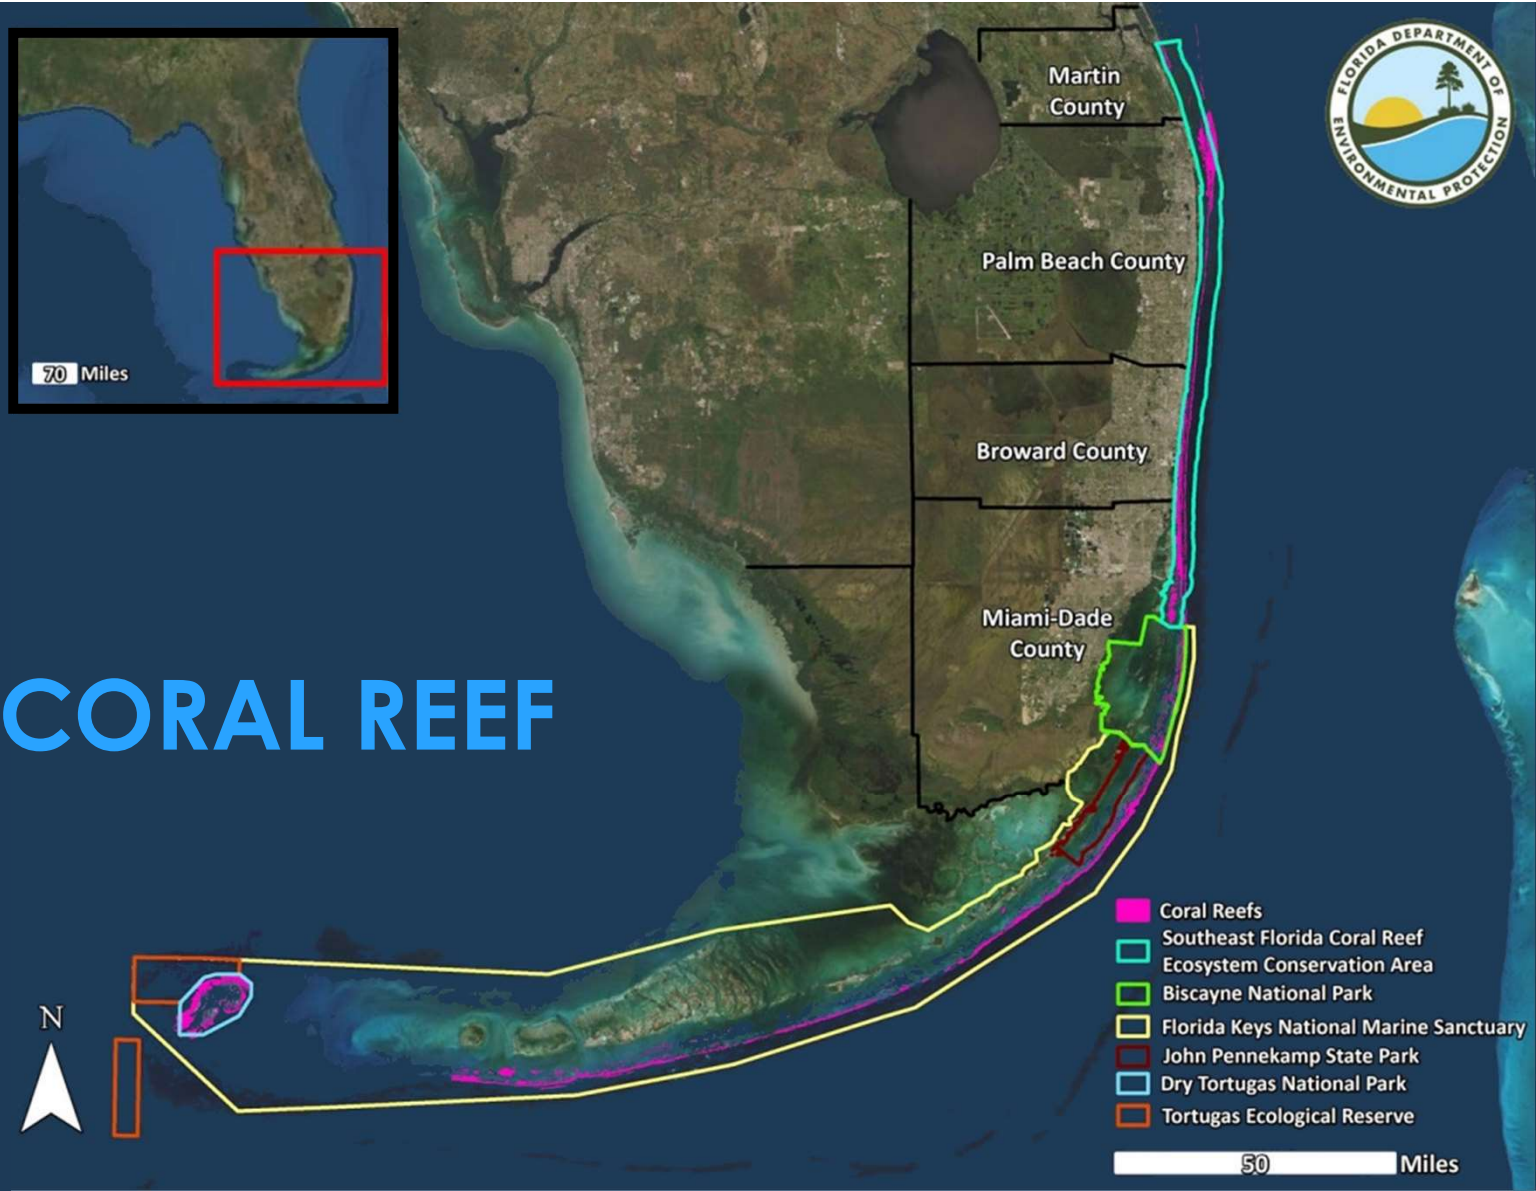 FLORIDA DEPARTMENT OF
ENVIRONMENTAL PROTECTION
Martin
County
Palm Beach County
70 Miles
Broward County
Miami-Dade
County
CORAL REEF
Coral Reefs
Southeast Florida Coral Reef
Ecosystem Conservation Area
Biscayne National Park
Florida Keys National Marine Sanctuary
John Pennekamp State Park
Dry Tortugas National Park
Tortugas Ecological Reserve
N
50 Miles